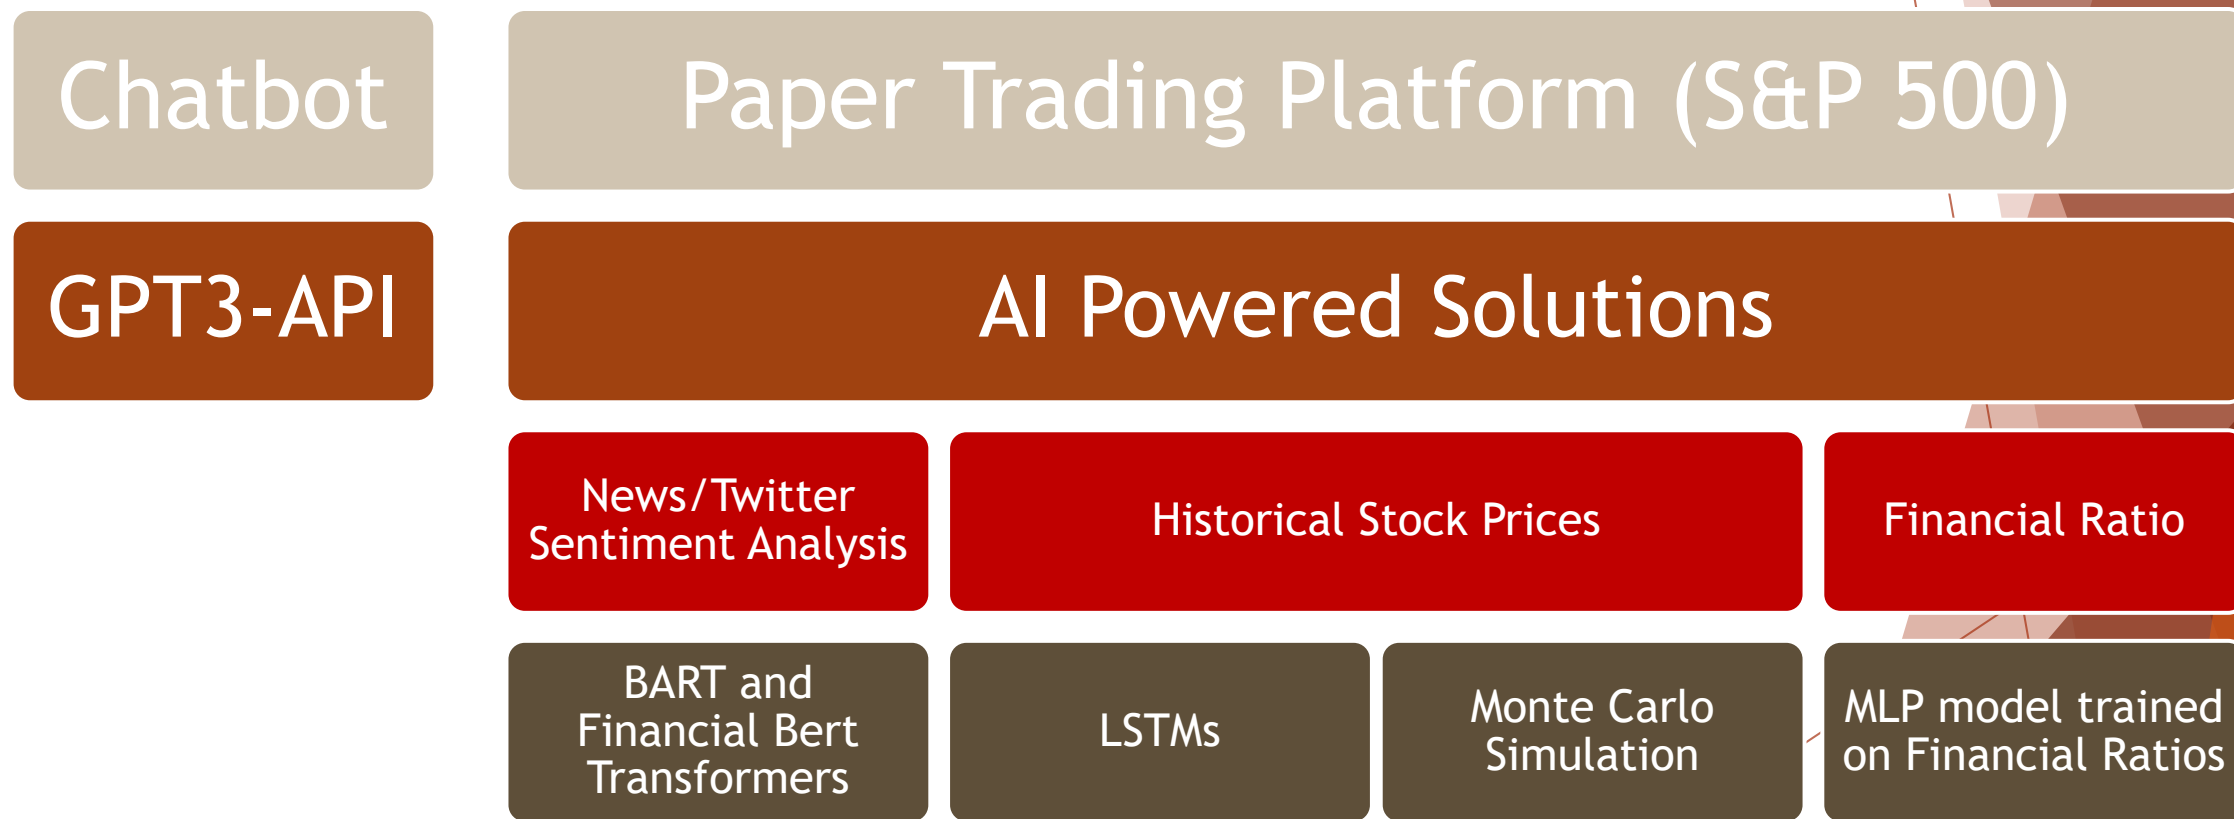 Chatbot
Paper Trading Platform (S&P 500)
GPT3-API
AI Powered Solutions
News/Twitter
Sentiment Analysis
Historical Stock Prices
Financial Ratio
BART and
Financial Bert
Transformers
LSTMs
Monte Carlo
Simulation
MLP model trained
on Financial Ratios